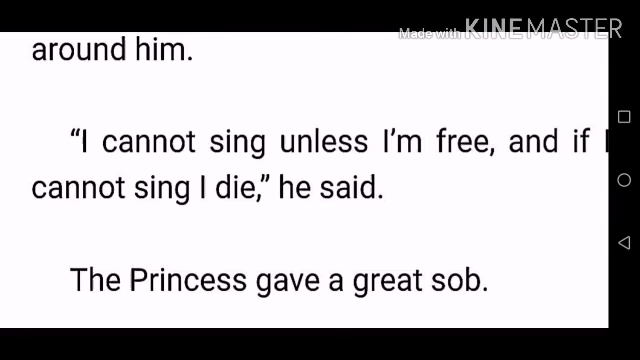 Made with KINEMASTER
around him.
“I cannot sing unless I’m free, and if I
cannot sing I die,” he said.
The Princess gave a great sob.